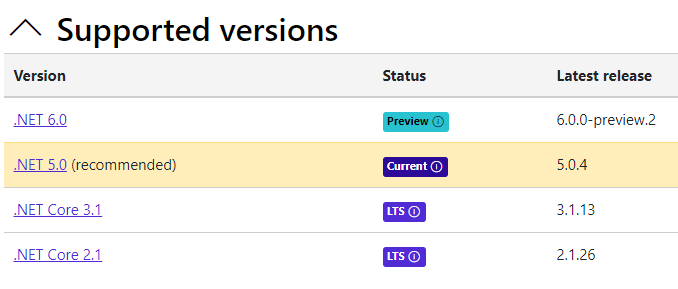 Supported versions
Version Status Latest release
.NET 6.0 Preview 6.0.0-preview.2
.NET 5.0 (recommended) Current 5.0.4
.NET Core 3.1 LTS 3.1.13
.NET Core 2.1 LTS 2.1.26